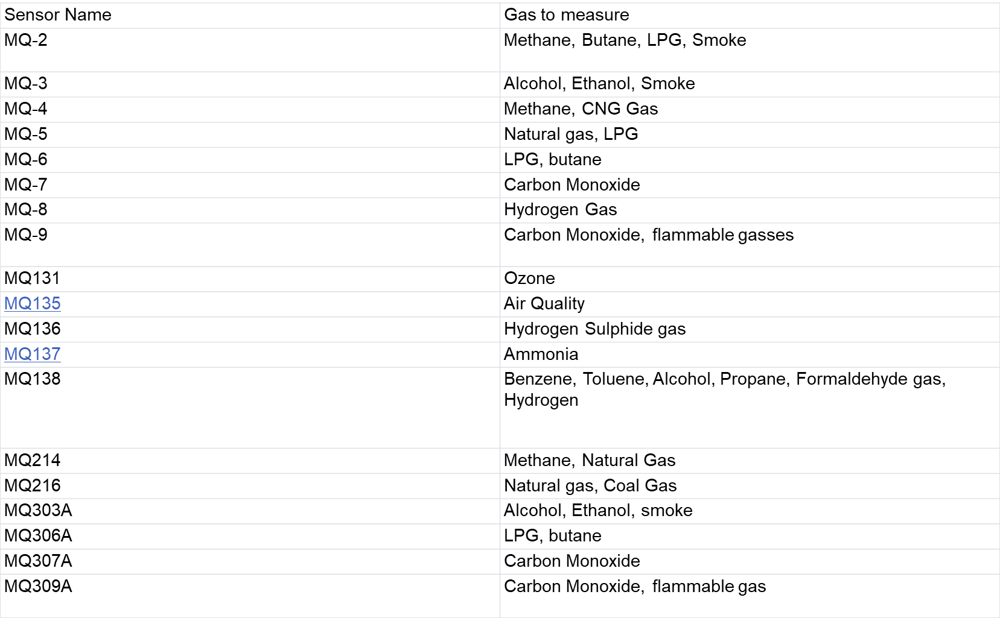 Sensor Name Gas to measure
MQ-2 Methane, Butane, LPG, Smoke
MQ-3 Alcohol, Ethanol, Smoke
MQ-4 Methane, CNG Gas
MQ-5 Natural gas, LPG
MQ-6 LPG, butane
MQ-7 Carbon Monoxide
MQ-8 Hydrogen Gas
MQ-9 Carbon Monoxide, flammable gasses
MQ131 Ozone
MQ135 Air Quality
MQ136 Hydrogen Sulphide gas
MQ137 Ammonia
MQ138 Benzene, Toluene, Alcohol, Propane, Formaldehyde gas,
Hydrogen
MQ214 Methane, Natural Gas
MQ216 Natural gas, Coal Gas
MQ303A Alcohol, Ethanol, smoke
MQ306A LPG, butane
MQ307A Carbon Monoxide
MQ309A Carbon Monoxide, flammable gas